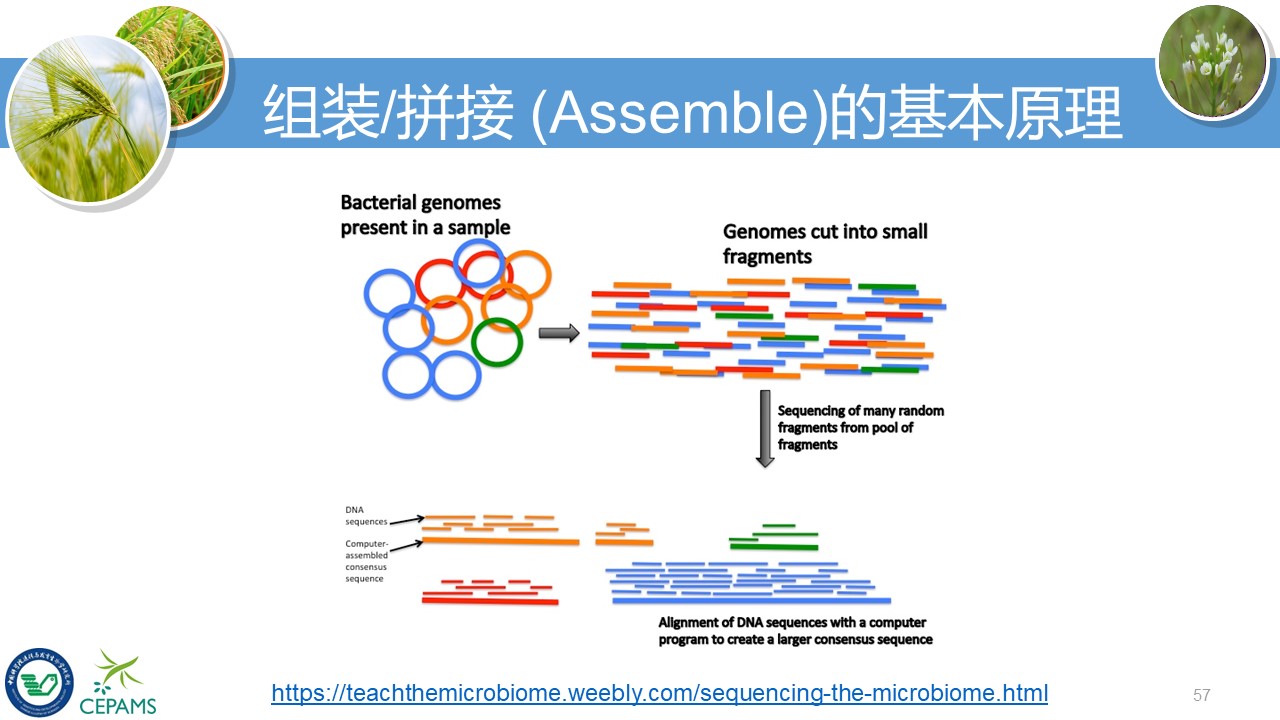 组装/拼接 (Assemble)的基本原理
Bacterial genomes
present in a sample
Genomes cut into small
fragments
Sequencing of many random
fragments from pool of
fragments
DNA
sequences
Computer-
assembled
consensus
sequence
Alignment of DNA sequences with a computer
program to create a larger consensus sequence
CEPAMS
https://teachthemicrobiome.weebly.com/sequencing-the-microbiome.html
57